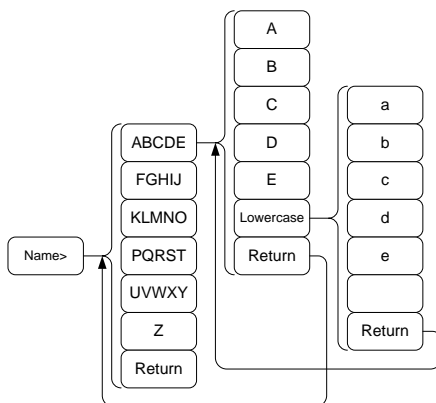 Name>
ABCDE
FGHIJ
KLMNO
PQRST
UVWXY
Z
Return
A
B
C
D
E
Lowercase
Return
a
b
c
d
e
Return